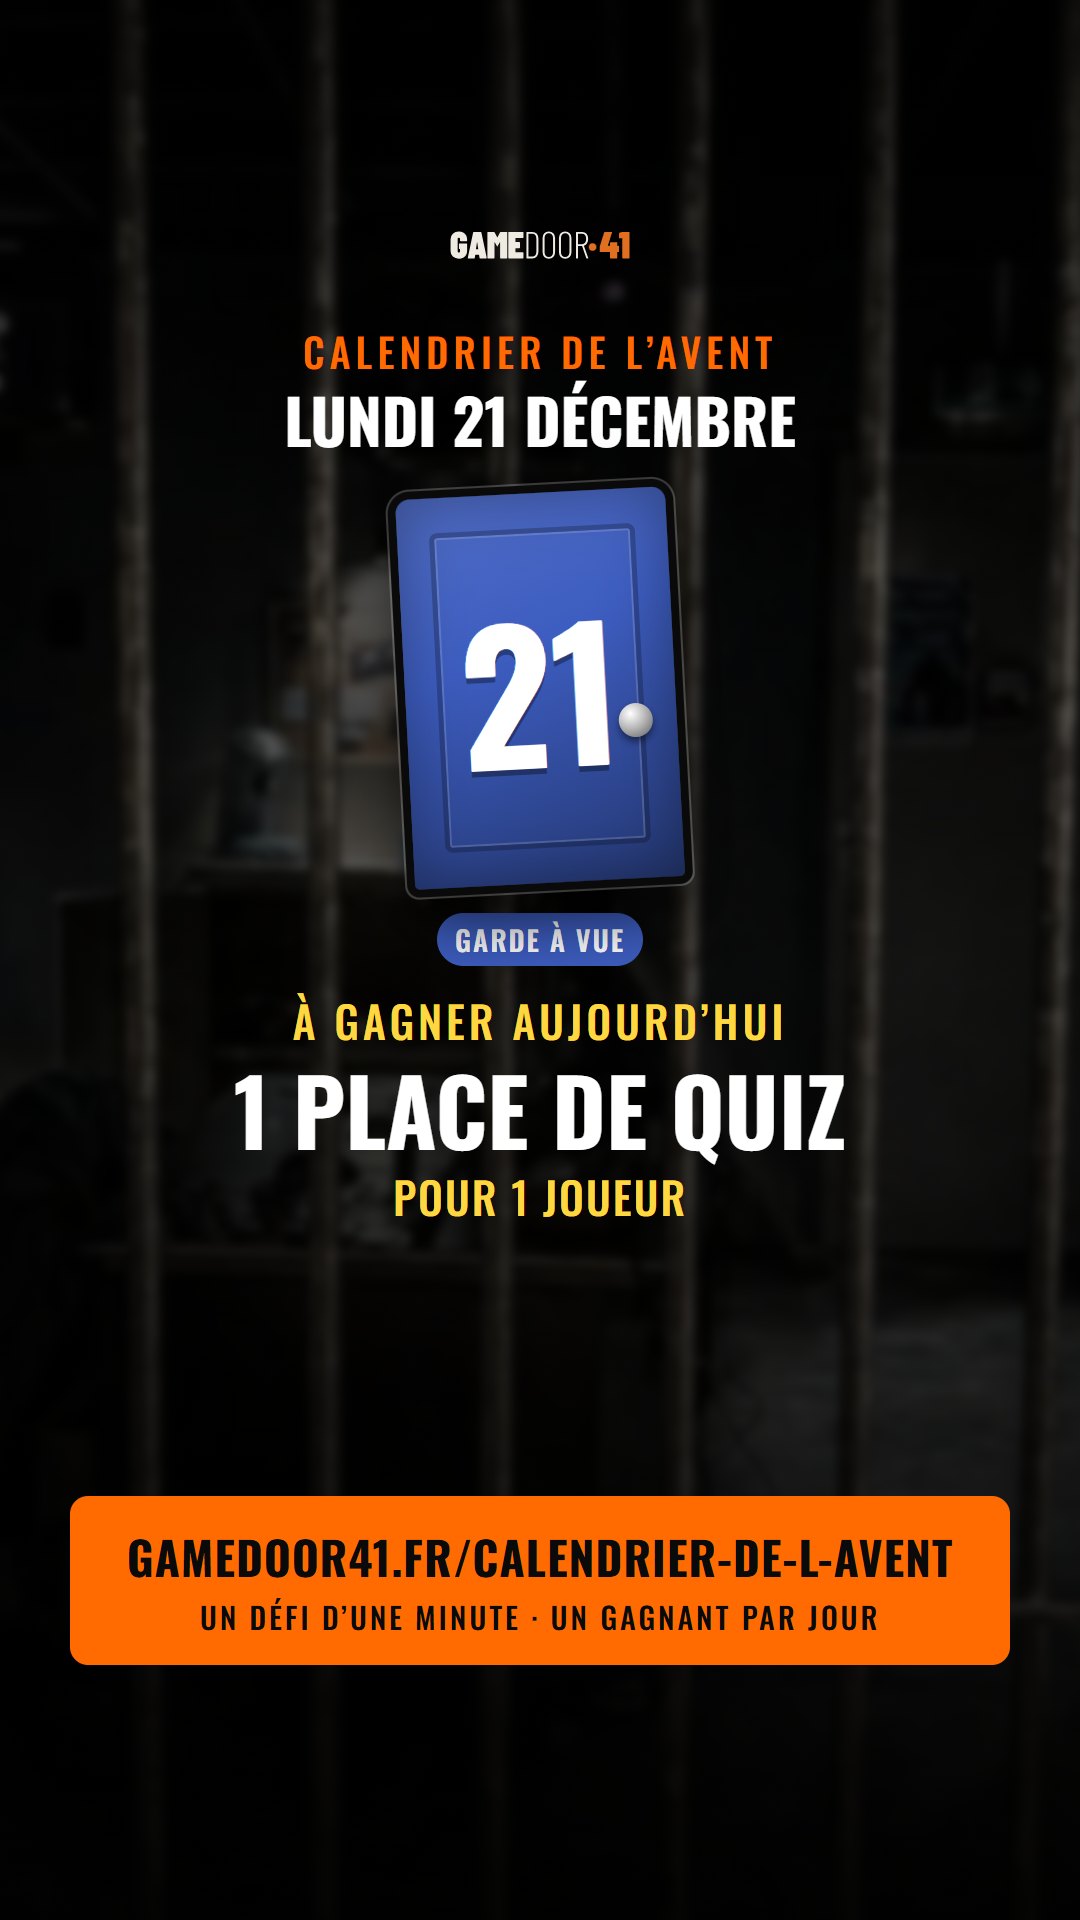 GAMEDOOR·41
CALENDRIER DE L’AVENT
LUNDI 21 DÉCEMBRE
21
GARDE À VUE
À GAGNER AUJOURD’HUI
1 PLACE DE QUIZ
POUR 1 JOUEUR
GAMEDOOR41.FR/CALENDRIER-DE-L-AVENT
UN DÉFI D’UNE MINUTE · UN GAGNANT PAR JOUR